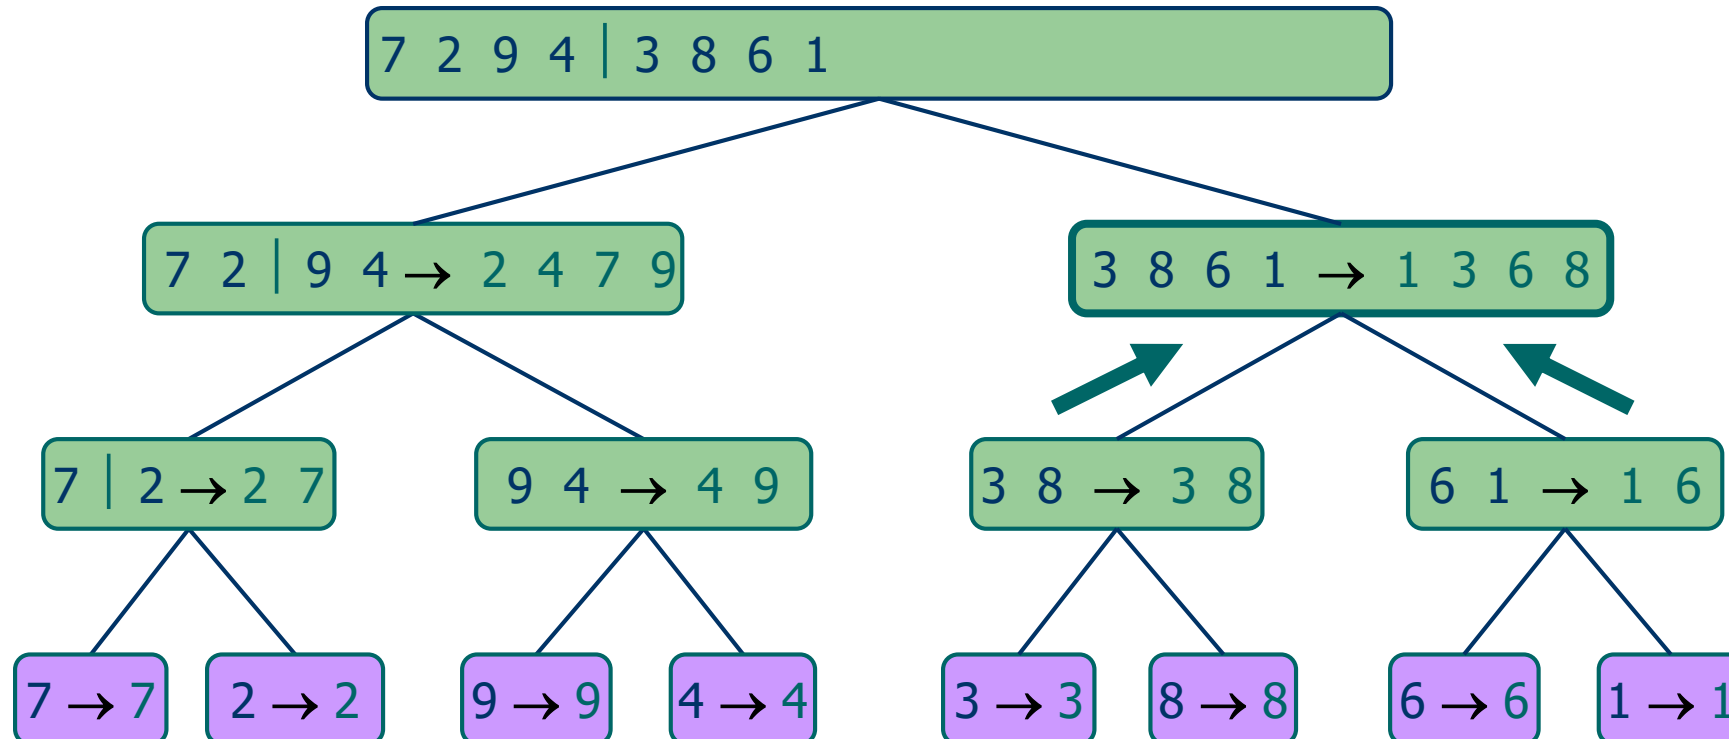 7 2 9 4 | 3 8 6 1
7 2 | 9 4 → 2 4 7 9
3 8 6 1 → 1 3 6 8
7 | 2 → 2 7
9 4 → 4 9
3 8 → 3 8
6 1 → 1 6
7 → 7
2 → 2
9 → 9
4 → 4
3 → 3
8 → 8
6 → 6
1 → 1